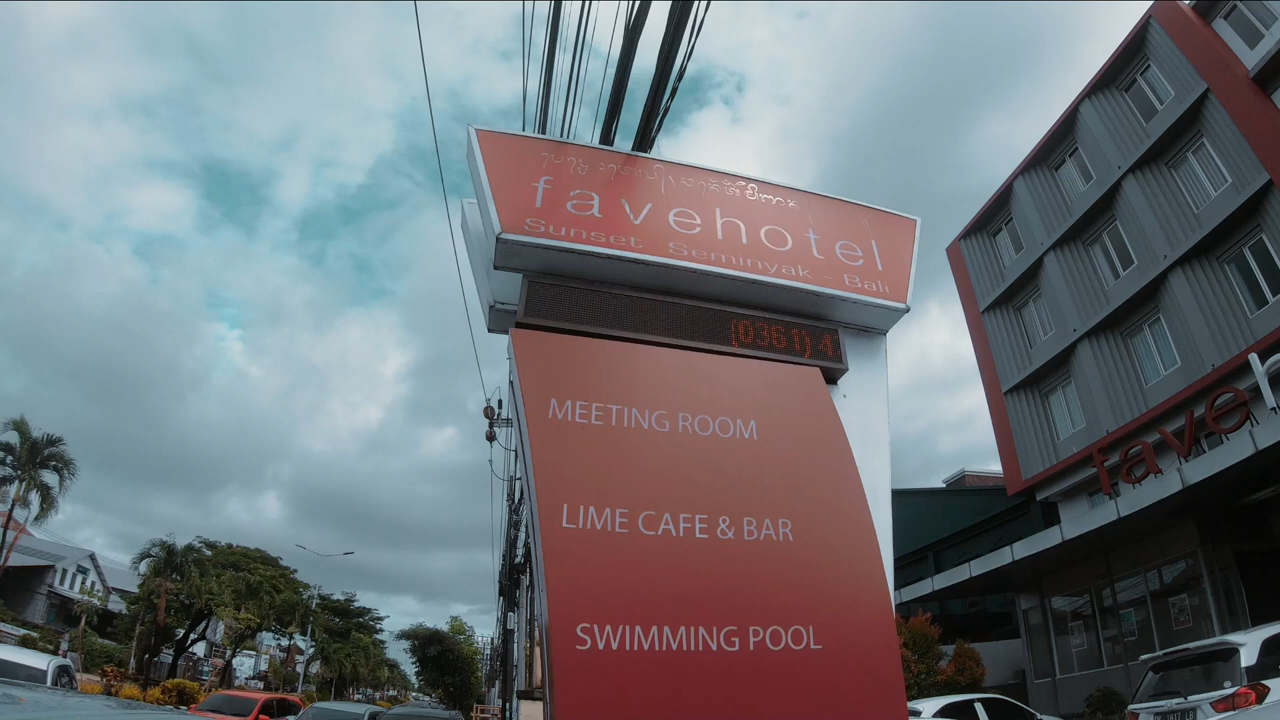 favehotel
Sunset Seminyak - Bali
(0361) 4
MEETING ROOM
LIME CAFE & BAR
SWIMMING POOL
fave